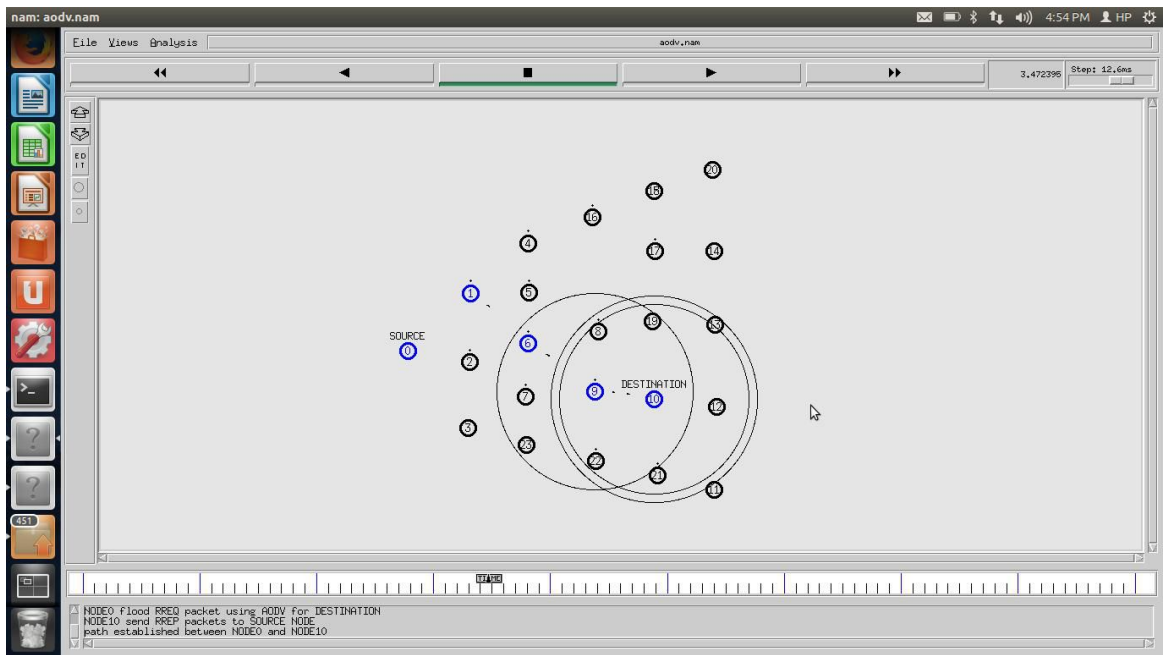 nam: aodv.nam
4:54 PM HP
File Views Analysis
aodv.nam
3.472396
Step: 12.6ms
ED
IT
20
18
16
4
17
14
1
5
SOURCE
0
6
8
19
13
2
DESTINATION
9
10
7
12
3
23
22
21
11
451
TIME
NODE0 flood RREQ packet using AODV for DESTINATION
NODE10 send RREP packets to SOURCE NODE
path established between NODE0 and NODE10